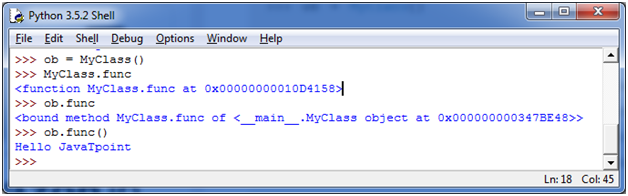 Python 3.5.2 Shell
File Edit Shell Debug Options Window Help
>>> ob = MyClass()
>>> MyClass.func
<function MyClass.func at 0x00000000010D4158>
>>> ob.func
<bound method MyClass.func of <__main__.MyClass object at 0x000000000347BE48>>
>>> ob.func()
Hello JavaTpoint
>>>
Ln: 18 Col: 45